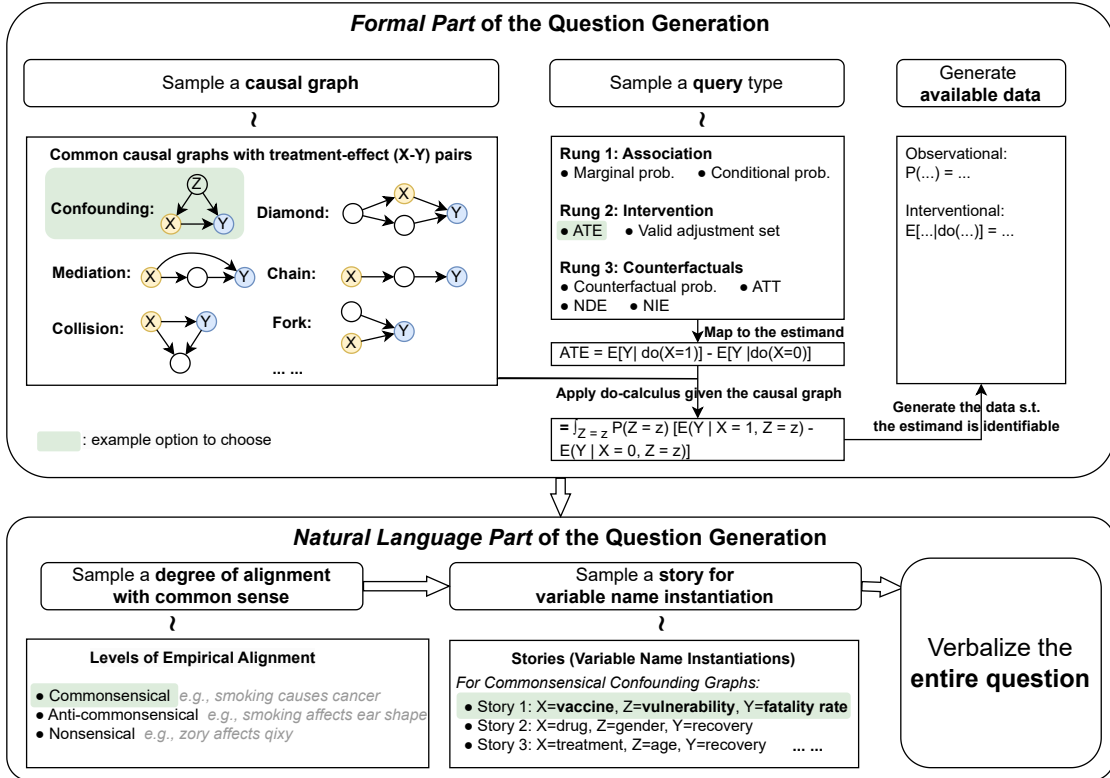 Formal Part of the Question Generation
Sample a causal graph
~
Common causal graphs with treatment-effect (X-Y) pairs
Confounding:
Z
X
Y
Diamond:
X
Y
Mediation:
X
Y
Chain:
X
Y
Collision:
X
Y
Fork:
X
Y
... ...
: example option to choose
Sample a query type
~
Rung 1: Association
● Marginal prob. ● Conditional prob.
Rung 2: Intervention
● ATE ● Valid adjustment set
Rung 3: Counterfactuals
● Counterfactual prob. ● ATT
● NDE ● NIE
Map to the estimand
ATE = E[Y| do(X=1)] - E[Y |do(X=0)]
Apply do-calculus given the causal graph
= ∫Z = z P(Z = z) [E(Y | X = 1, Z = z) -
E(Y | X = 0, Z = z)]
Generate
available data
Observational:
P(...) = ...
Interventional:
E[...|do(...)] = ...
Generate the data s.t.
the estimand is identifiable
Natural Language Part of the Question Generation
Sample a degree of alignment
with common sense
~
Levels of Empirical Alignment
● Commonsensical e.g., smoking causes cancer
● Anti-commonsensical e.g., smoking affects ear shape
● Nonsensical e.g., zory affects qixy
Sample a story for
variable name instantiation
~
Stories (Variable Name Instantiations)
For Commonsensical Confounding Graphs:
● Story 1: X=vaccine, Z=vulnerability, Y=fatality rate
● Story 2: X=drug, Z=gender, Y=recovery
● Story 3: X=treatment, Z=age, Y=recovery ... ...
Verbalize the
entire question